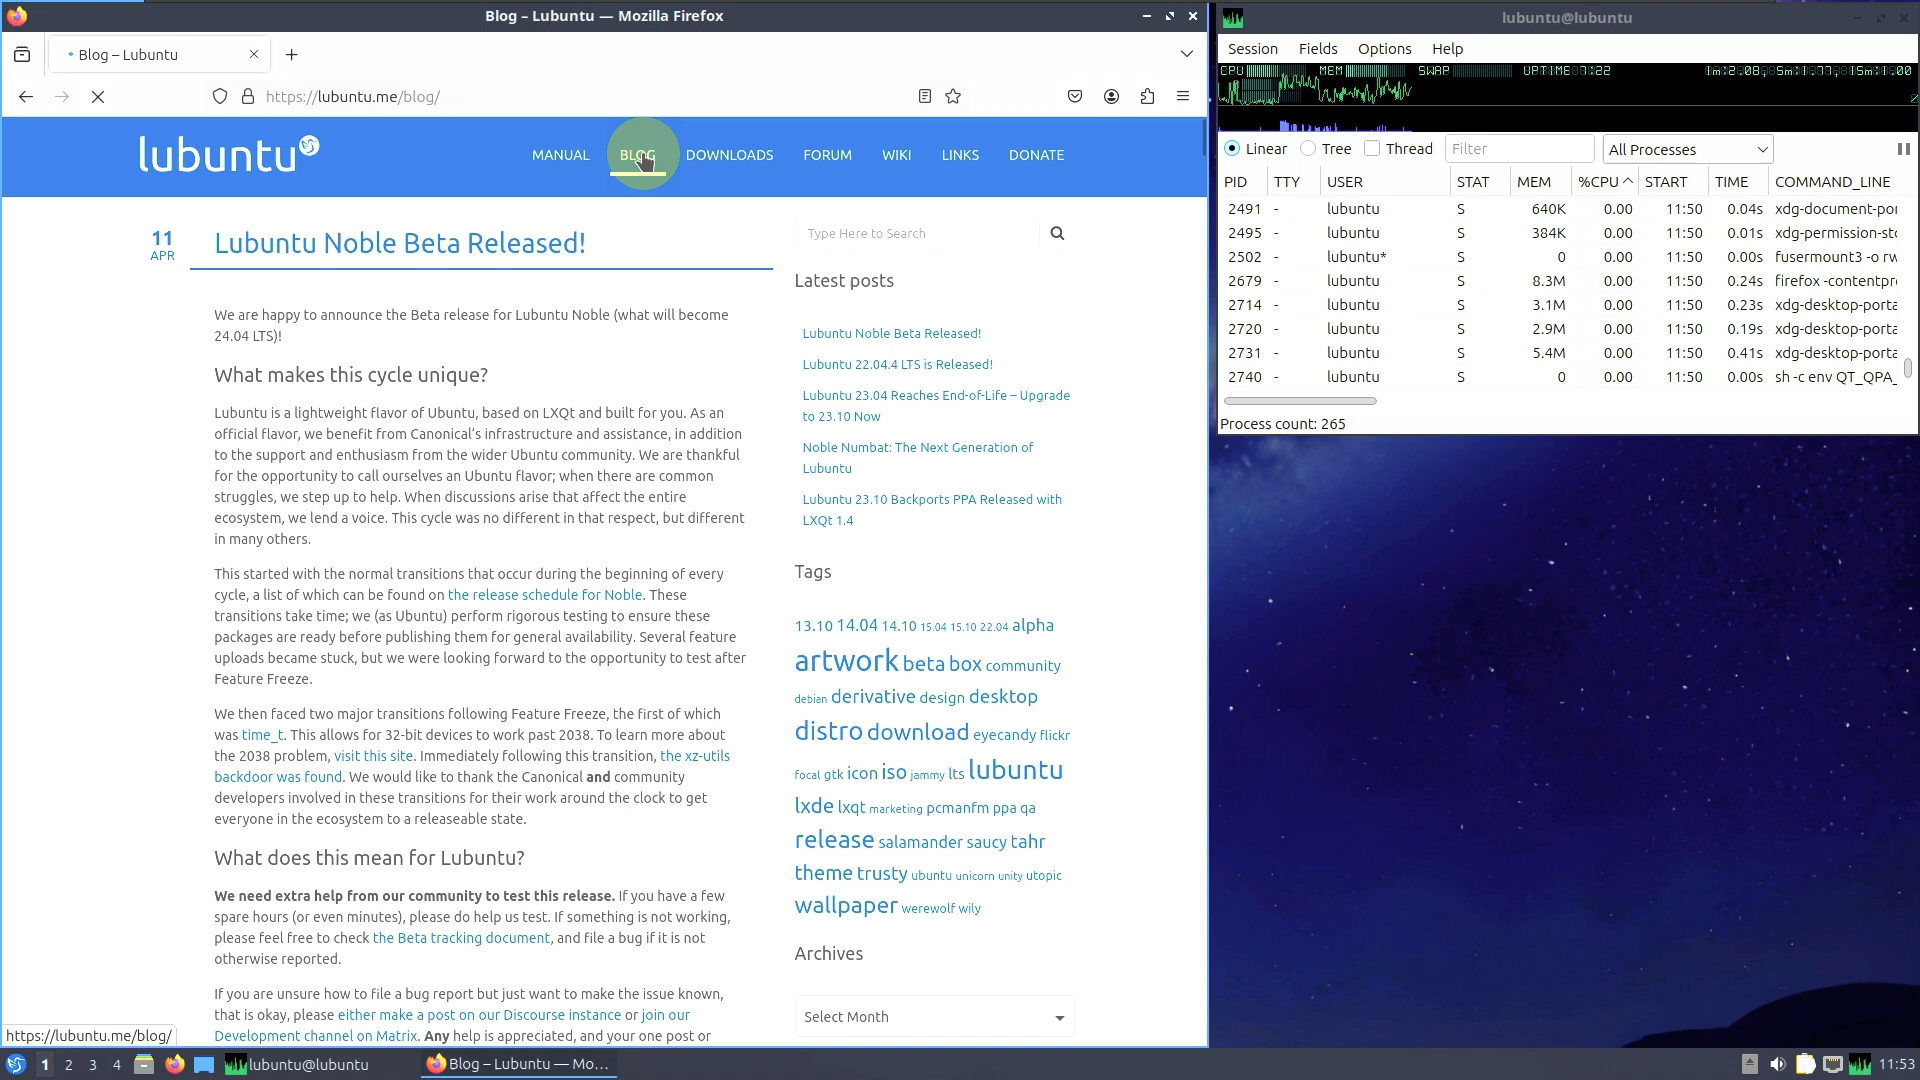 Blog – Lubuntu — Mozilla Firefox
Blog – Lubuntu
https://lubuntu.me/blog/
lubuntu
MANUAL BLOG DOWNLOADS FORUM WIKI LINKS DONATE
11
APR
Lubuntu Noble Beta Released!
We are happy to announce the Beta release for Lubuntu Noble (what will become
24.04 LTS)!
What makes this cycle unique?
Lubuntu is a lightweight flavor of Ubuntu, based on LXQt and built for you. As an
official flavor, we benefit from Canonical's infrastructure and assistance, in addition
to the support and enthusiasm from the wider Ubuntu community. We are thankful
for the opportunity to call ourselves an Ubuntu flavor; when there are common
struggles, we step up to help. When discussions arise that affect the entire
ecosystem, we lend a voice. This cycle was no different in that respect, but different
in many others.
This started with the normal transitions that occur during the beginning of every
cycle, a list of which can be found on the release schedule for Noble. These
transitions take time; we (as Ubuntu) perform rigorous testing to ensure these
packages are ready before publishing them for general availability. Several feature
uploads became stuck, but we were looking forward to the opportunity to test after
Feature Freeze.
We then faced two major transitions following Feature Freeze, the first of which
was time_t. This allows for 32-bit devices to work past 2038. To learn more about
the 2038 problem, visit this site. Immediately following this transition, the xz-utils
backdoor was found. We would like to thank the Canonical and community
developers involved in these transitions for their work around the clock to get
everyone in the ecosystem to a releaseable state.
What does this mean for Lubuntu?
We need extra help from our community to test this release. If you have a few
spare hours (or even minutes), please do help us test. If something is not working,
please feel free to check the Beta tracking document, and file a bug if it is not
otherwise reported.
If you are unsure how to file a bug report but just want to make the issue known,
that is okay, please either make a post on our Discourse instance or join our
Development channel on Matrix. Any help is appreciated, and your one post or
https://lubuntu.me/blog/
Type Here to Search
Latest posts
Lubuntu Noble Beta Released!
Lubuntu 22.04.4 LTS is Released!
Lubuntu 23.04 Reaches End-of-Life – Upgrade
to 23.10 Now
Noble Numbat: The Next Generation of
Lubuntu
Lubuntu 23.10 Backports PPA Released with
LXQt 1.4
Tags
13.10 14.04 14.10 15.04 15.10 22.04 alpha
artwork beta box community
debian derivative design desktop
distro download eyecandy flickr
focal gtk icon iso jammy lts lubuntu
lxde lxqt marketing pcmanfm ppa qa
release salamander saucy tahr
theme trusty ubuntu unicorn unity utopic
wallpaper werewolf wily
Archives
Select Month
lubuntu@lubuntu
Session Fields Options Help
CPU MEM SWAP UPTIME
Linear Tree Thread Filter All Processes
PID TTY USER STAT MEM %CPU START TIME COMMAND_LINE
2491 - lubuntu S 640K 0.00 11:50 0.04s xdg-document-por
2495 - lubuntu S 384K 0.00 11:50 0.01s xdg-permission-sto
2502 - lubuntu* S 0 0.00 11:50 0.00s fusermount3 -o rw
2679 - lubuntu S 8.3M 0.00 11:50 0.24s firefox -contentpro
2714 - lubuntu S 3.1M 0.00 11:50 0.23s xdg-desktop-porta
2720 - lubuntu S 2.9M 0.00 11:50 0.19s xdg-desktop-porta
2731 - lubuntu S 5.4M 0.00 11:50 0.41s xdg-desktop-porta
2740 - lubuntu S 0 0.00 11:50 0.00s sh -c env QT_QPA_
Process count: 265
1 2 3 4 lubuntu@lubuntu Blog – Lubuntu — Mo... 11:53